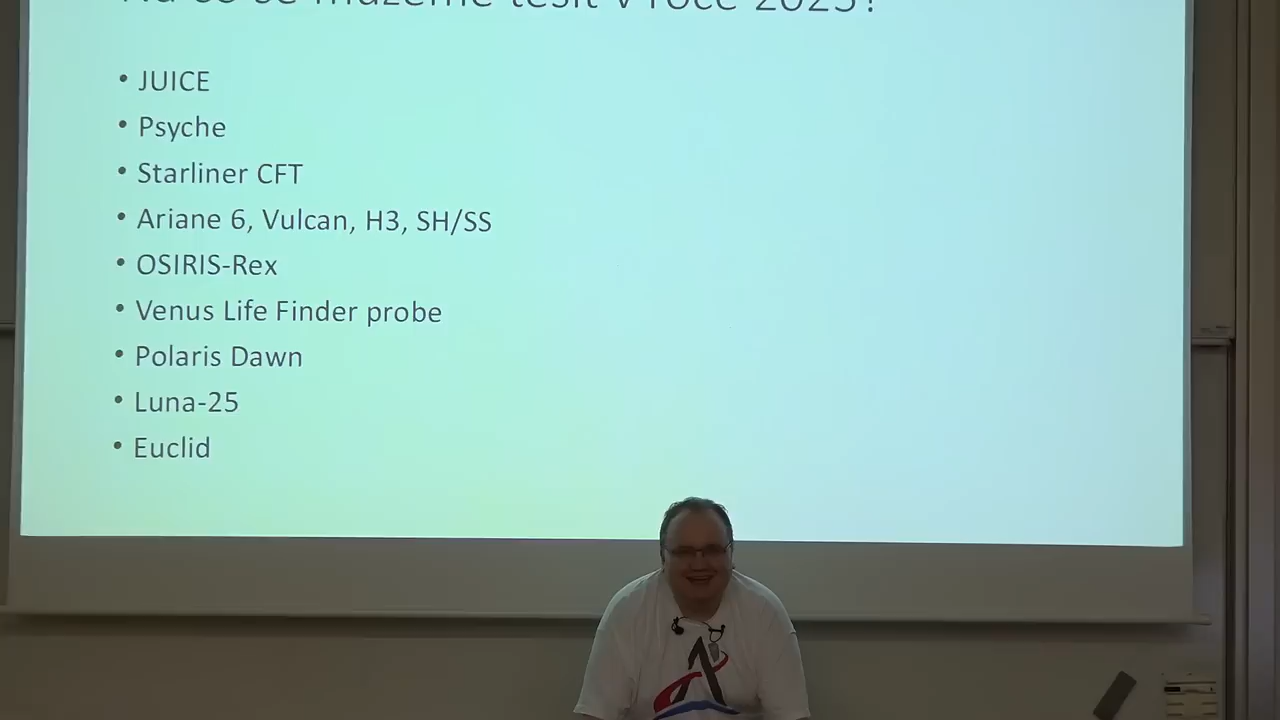 Na co se můžeme těšit v roce 2023?
• JUICE
• Psyche
• Starliner CFT
• Ariane 6, Vulcan, H3, SH/SS
• OSIRIS-Rex
• Venus Life Finder probe
• Polaris Dawn
• Luna-25
• Euclid